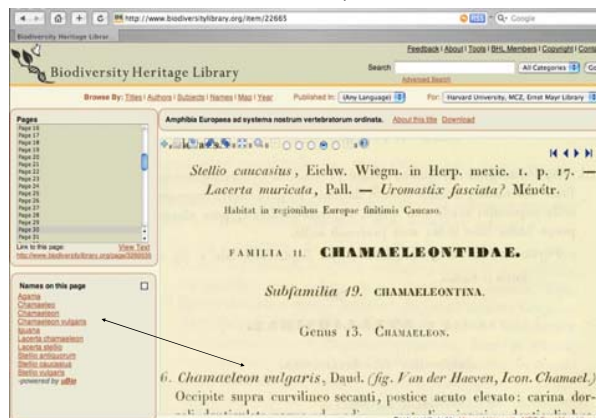 http://www.biodiversitylibrary.org/item/22665
RSS
Google
Biodiversity Heritage Librar...
Feedback | About | Tools | BHL Members | Copyright | Conta
Biodiversity Heritage Library
Search
All Categories
Go
Advanced Search
Browse By: Titles | Authors | Subjects | Names | Map | Year
Published In: (Any Language)
For: Harvard University, MCZ, Ernst Mayr Library
Pages
Page 16
Page 17
Page 18
Page 19
Page 20
Page 21
Page 22
Page 23
Page 24
Page 25
Page 26
Page 27
Page 28
Page 29
Page 30
Page 31
Link to this page:
View Text
Amphibia Europaea ad systema nostrum vertebratorum ordinata. About this title Download
Stellio caucasius, Eichw. Wiegm. in Herp. mexic. 1. p. 17. —
Lacerta muricata, Pall. — Uromastix fasciata? Ménétr.
Habitat in regionibus Europae finitimis Caucaso.
FAMILIA II. CHAMAELEONTIDAE.
Subfamilia 19. CHAMAELEONTINA.
Genus 13. CHAMAELEON.
6. Chamaeleon vulgaris, Daud. (fig. Van der Haeven, Icon. Chamael.)
Occipite supra curvilineo secanti, postice acuto elevato: carina dor-
Names on this page
Agama
Chamaeleo
Chamaeleon
Chamaeleon vulgaris
Iguana
Lacerta chamaeleon
Lacerta stellio
Stellio antiquorum
Stellio caucasius
Stellio vulgaris
-powered by uBio